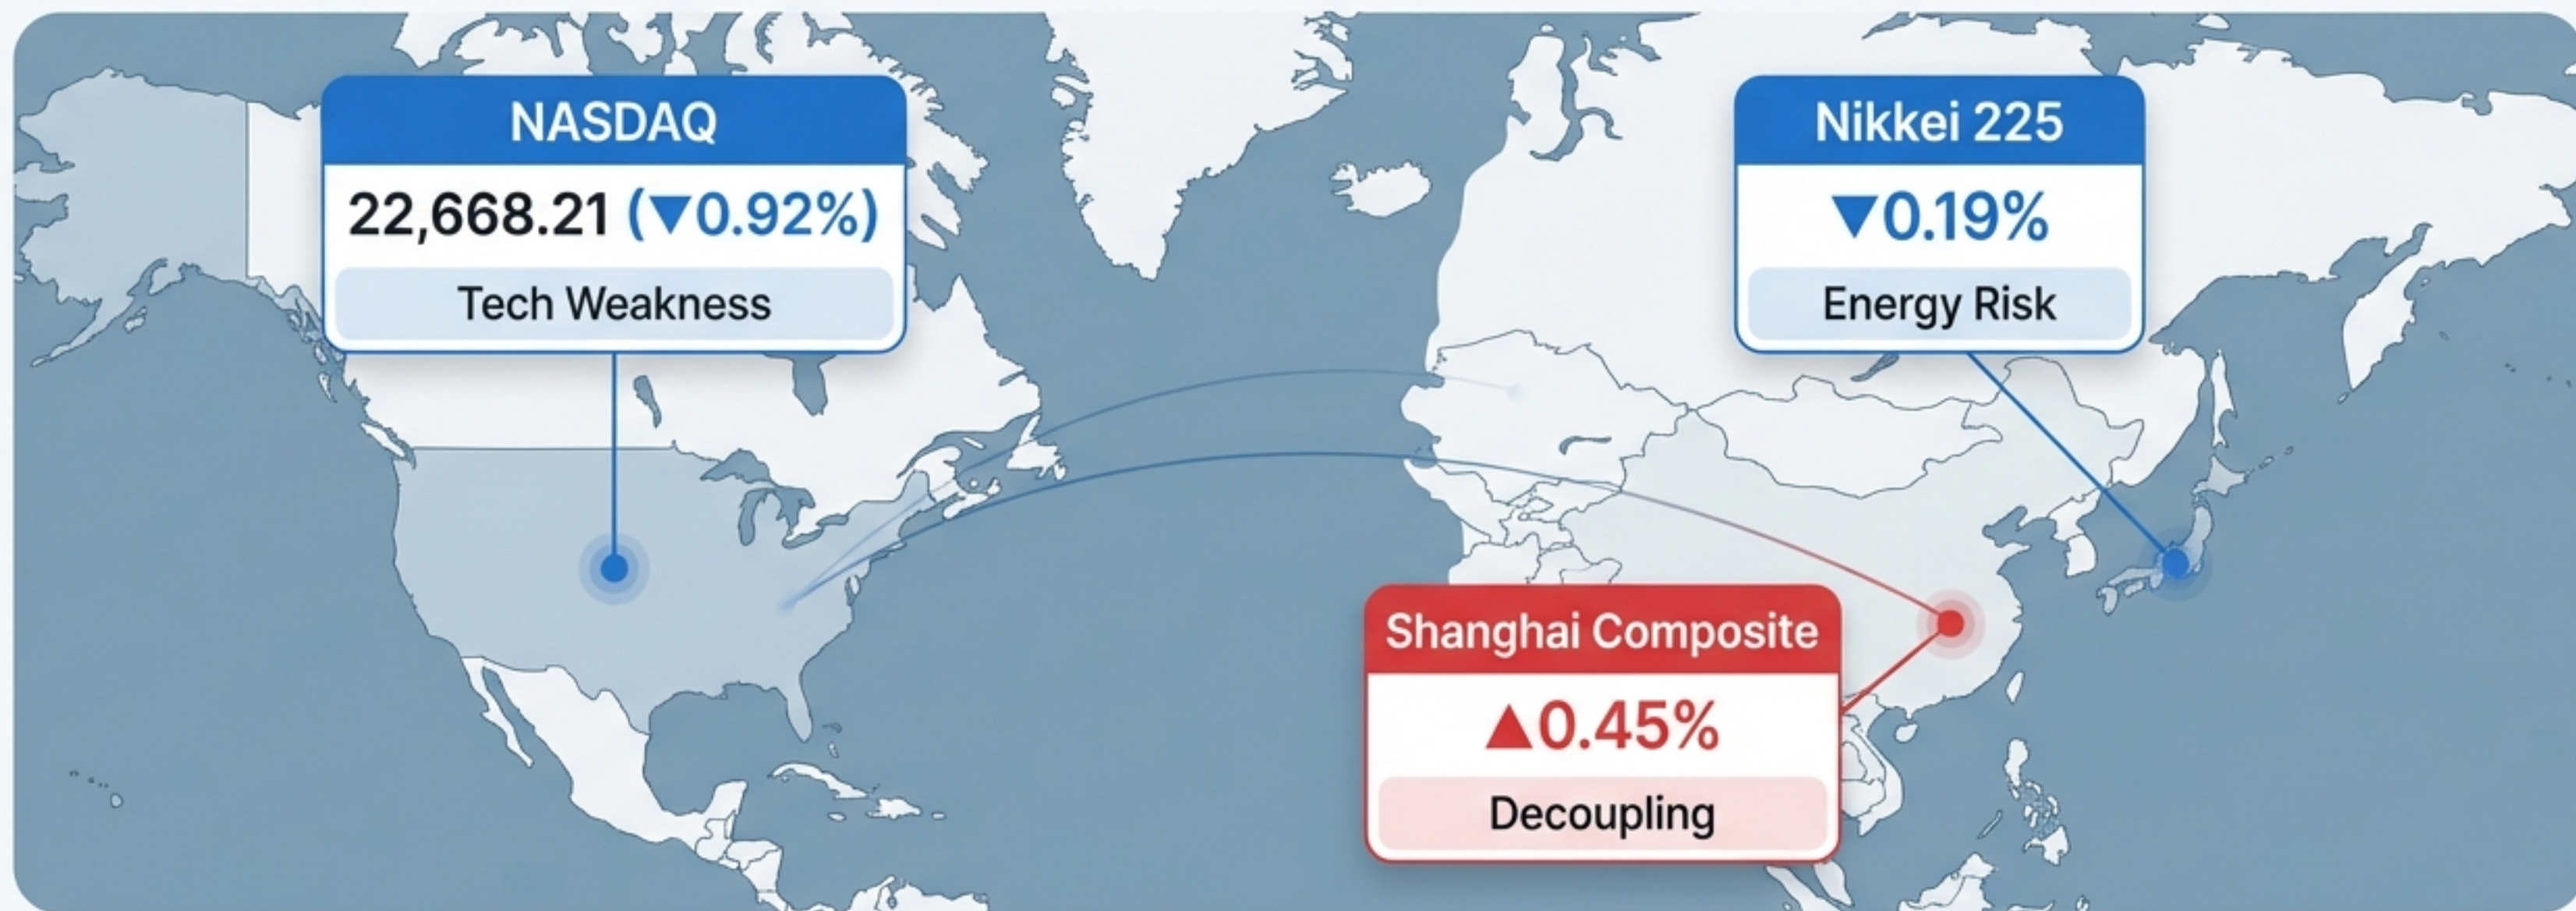 NASDAQ
22,668.21 (▼0.92%)
Tech Weakness
Nikkei 225
▼0.19%
Energy Risk
Shanghai Composite
▲0.45%
Decoupling